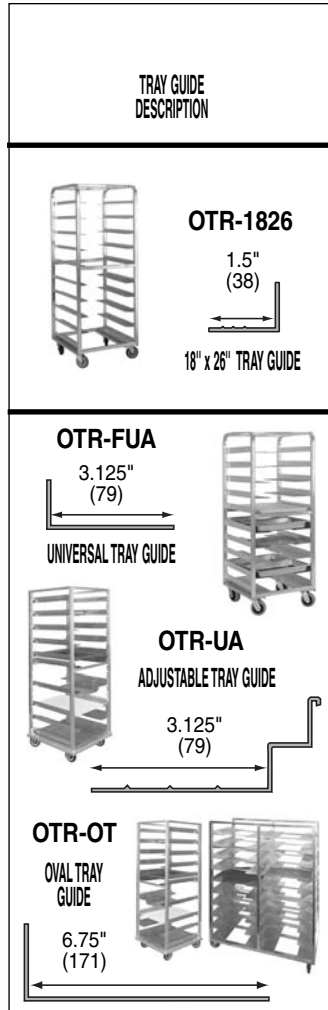 TRAY GUIDE
DESCRIPTION
OTR-1826
1.5"
(38)
18" x 26" TRAY GUIDE
OTR-FUA
3.125"
(79)
UNIVERSAL TRAY GUIDE
OTR-UA
ADJUSTABLE TRAY GUIDE
3.125"
(79)
OTR-OT
OVAL TRAY
GUIDE
6.75"
(171)